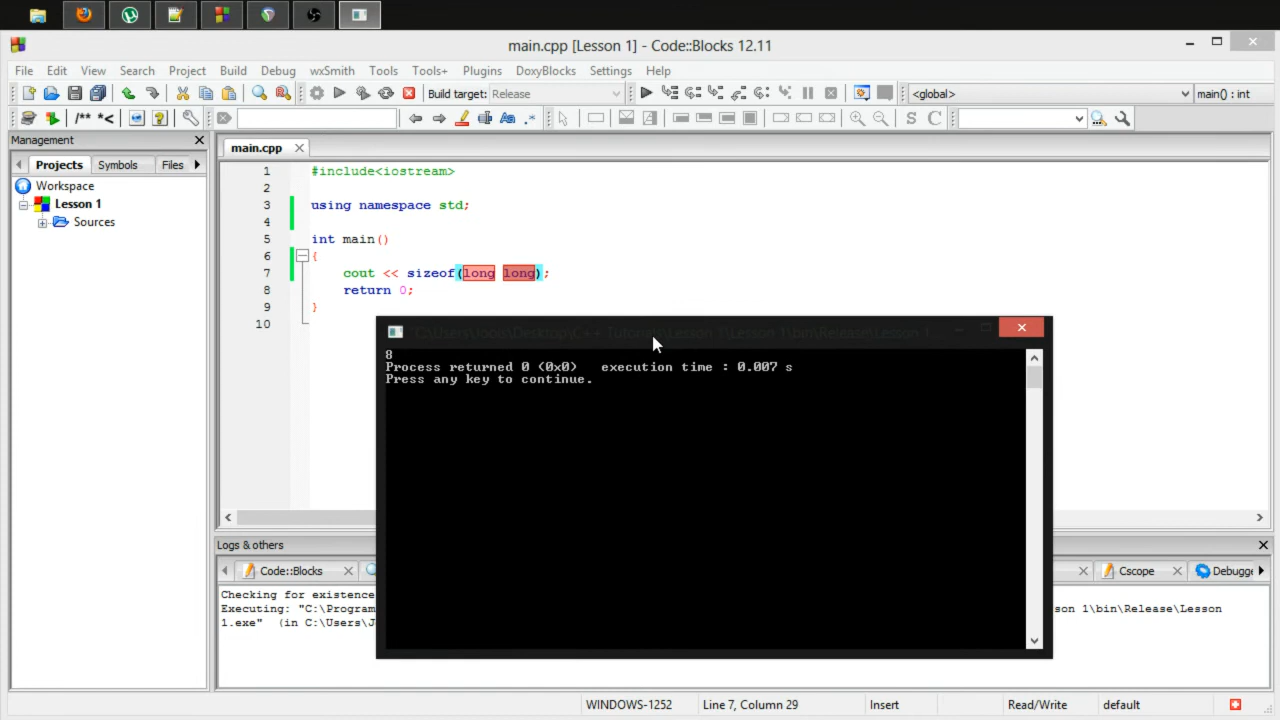 main.cpp [Lesson 1] - Code::Blocks 12.11
File Edit View Search Project Build Debug wxSmith Tools Tools+ Plugins DoxyBlocks Settings Help
Build target: Release <global> main() : int
/** *<
Management
main.cpp
Projects Symbols Files
Workspace
Lesson 1
Sources
1 #include<iostream>
2
3 using namespace std;
4
5 int main()
6 {
7 cout << sizeof(long long);
8 return 0;
9 }
10
8
Process returned 0 (0x0) execution time : 0.007 s
Press any key to continue.
Logs & others
Code::Blocks Cscope Debugge
Checking for existence
Executing: "C:\Program son 1\bin\Release\Lesson
1.exe" (in C:\Users\J
WINDOWS-1252 Line 7, Column 29 Insert Read/Write default